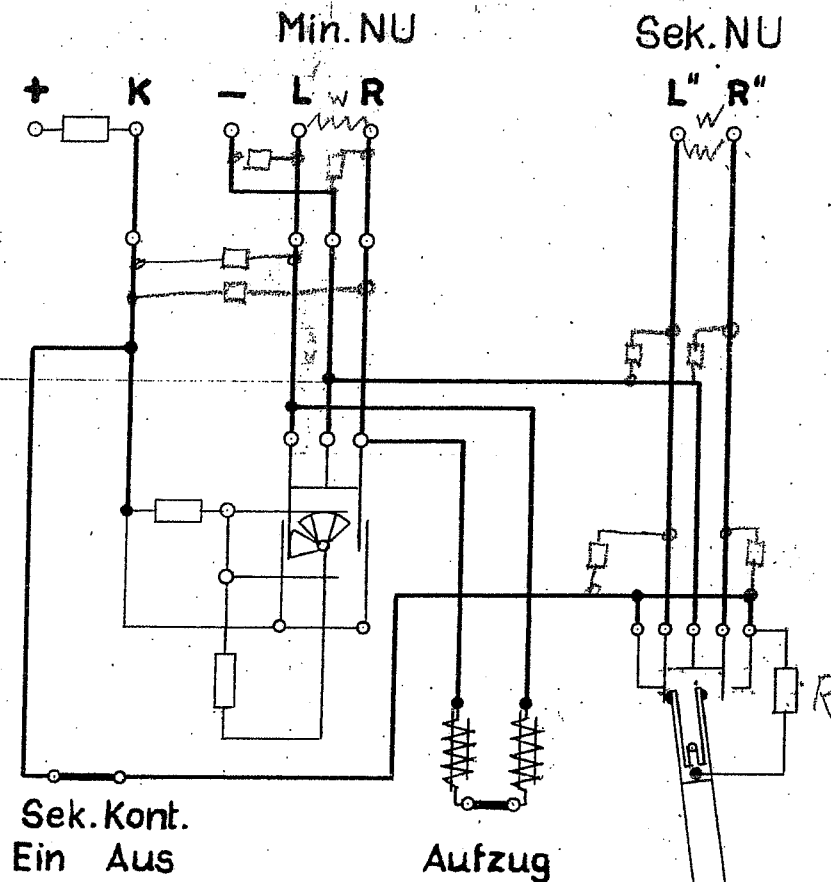 Min. NU
Sek. NU
+ K − L W R
L" W R"
R
Sek. Kont.
Ein Aus
Aufzug